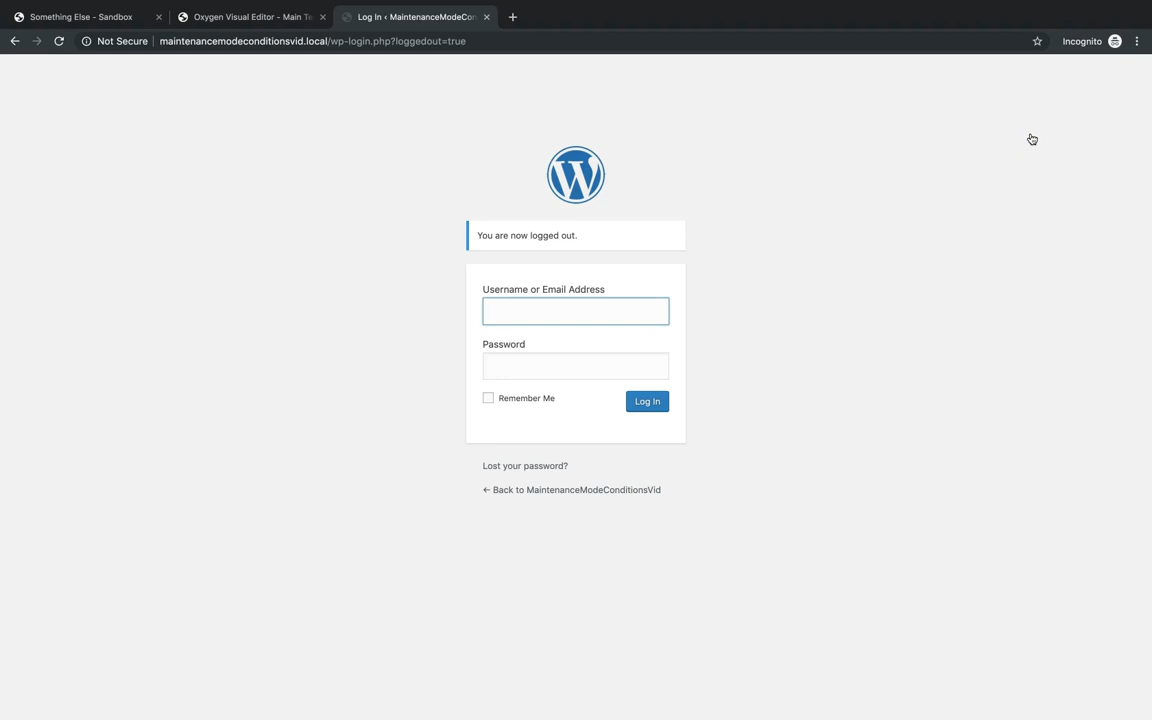 Something Else - Sandbox
Oxygen Visual Editor - Main Te
Log In ‹ MaintenanceModeCon
Not Secure
maintenancemodeconditionsvid.local/wp-login.php?loggedout=true
Incognito
You are now logged out.
Username or Email Address
Password
Remember Me
Log In
Lost your password?
← Back to MaintenanceModeConditionsVid